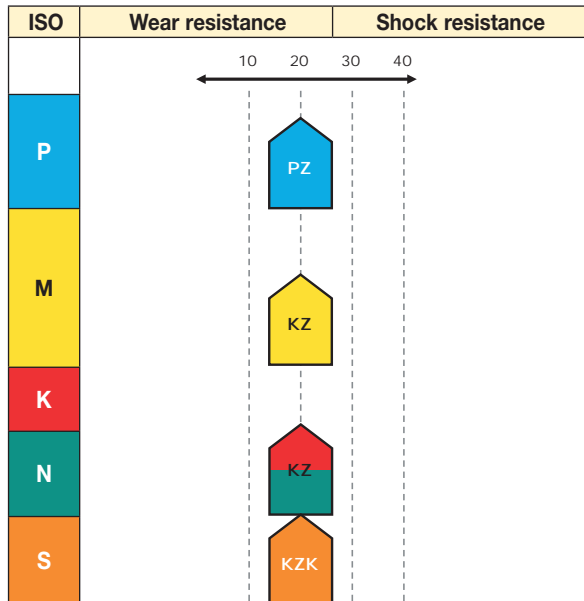 ISO Wear resistance Shock resistance
10 20 30 40
P PZ
M KZ
K
KZ
N
S KZK